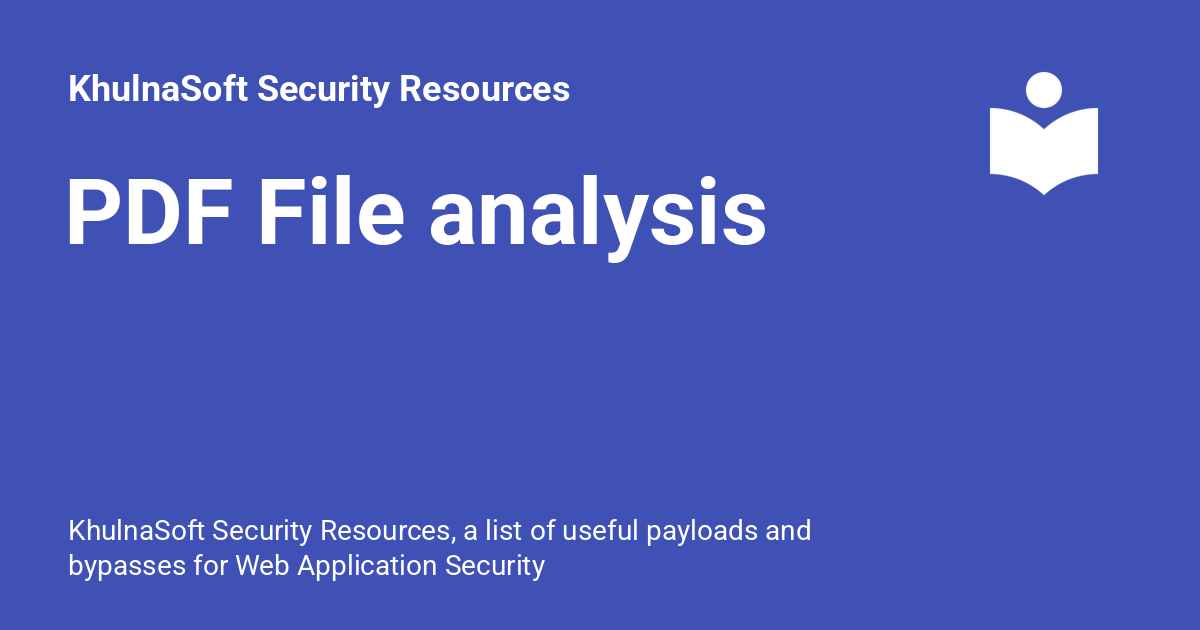 KhulnaSoft Security Resources
PDF File analysis
KhulnaSoft Security Resources, a list of useful payloads and
bypasses for Web Application Security